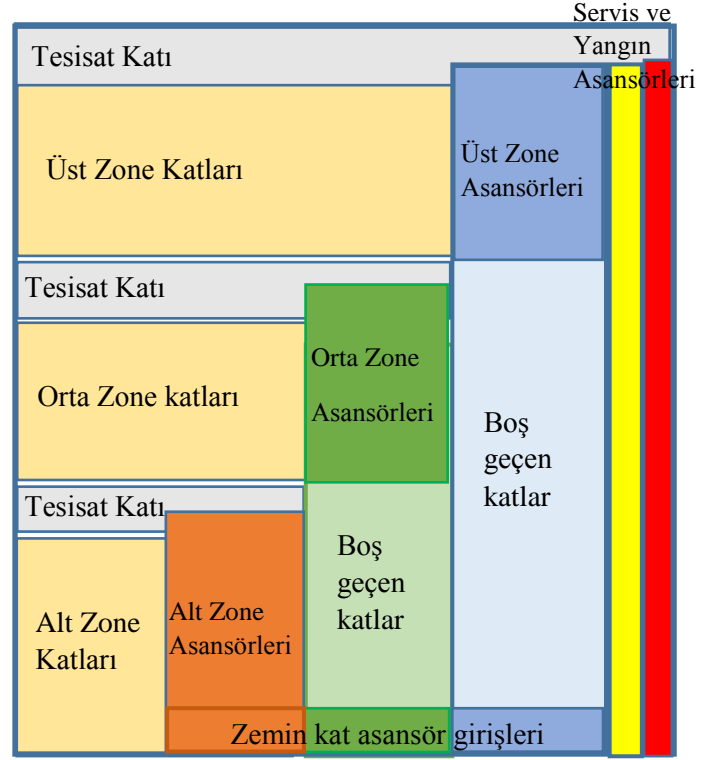 Servis ve
Yangın
Asansörleri
Tesisat Katı
Üst Zone Katları
Üst Zone
Asansörleri
Tesisat Katı
Orta Zone katları
Orta Zone
Asansörleri
Boş
geçen
katlar
Tesisat Katı
Boş
geçen
katlar
Alt Zone
Katları
Alt Zone
Asansörleri
Zemin kat asansör girişleri